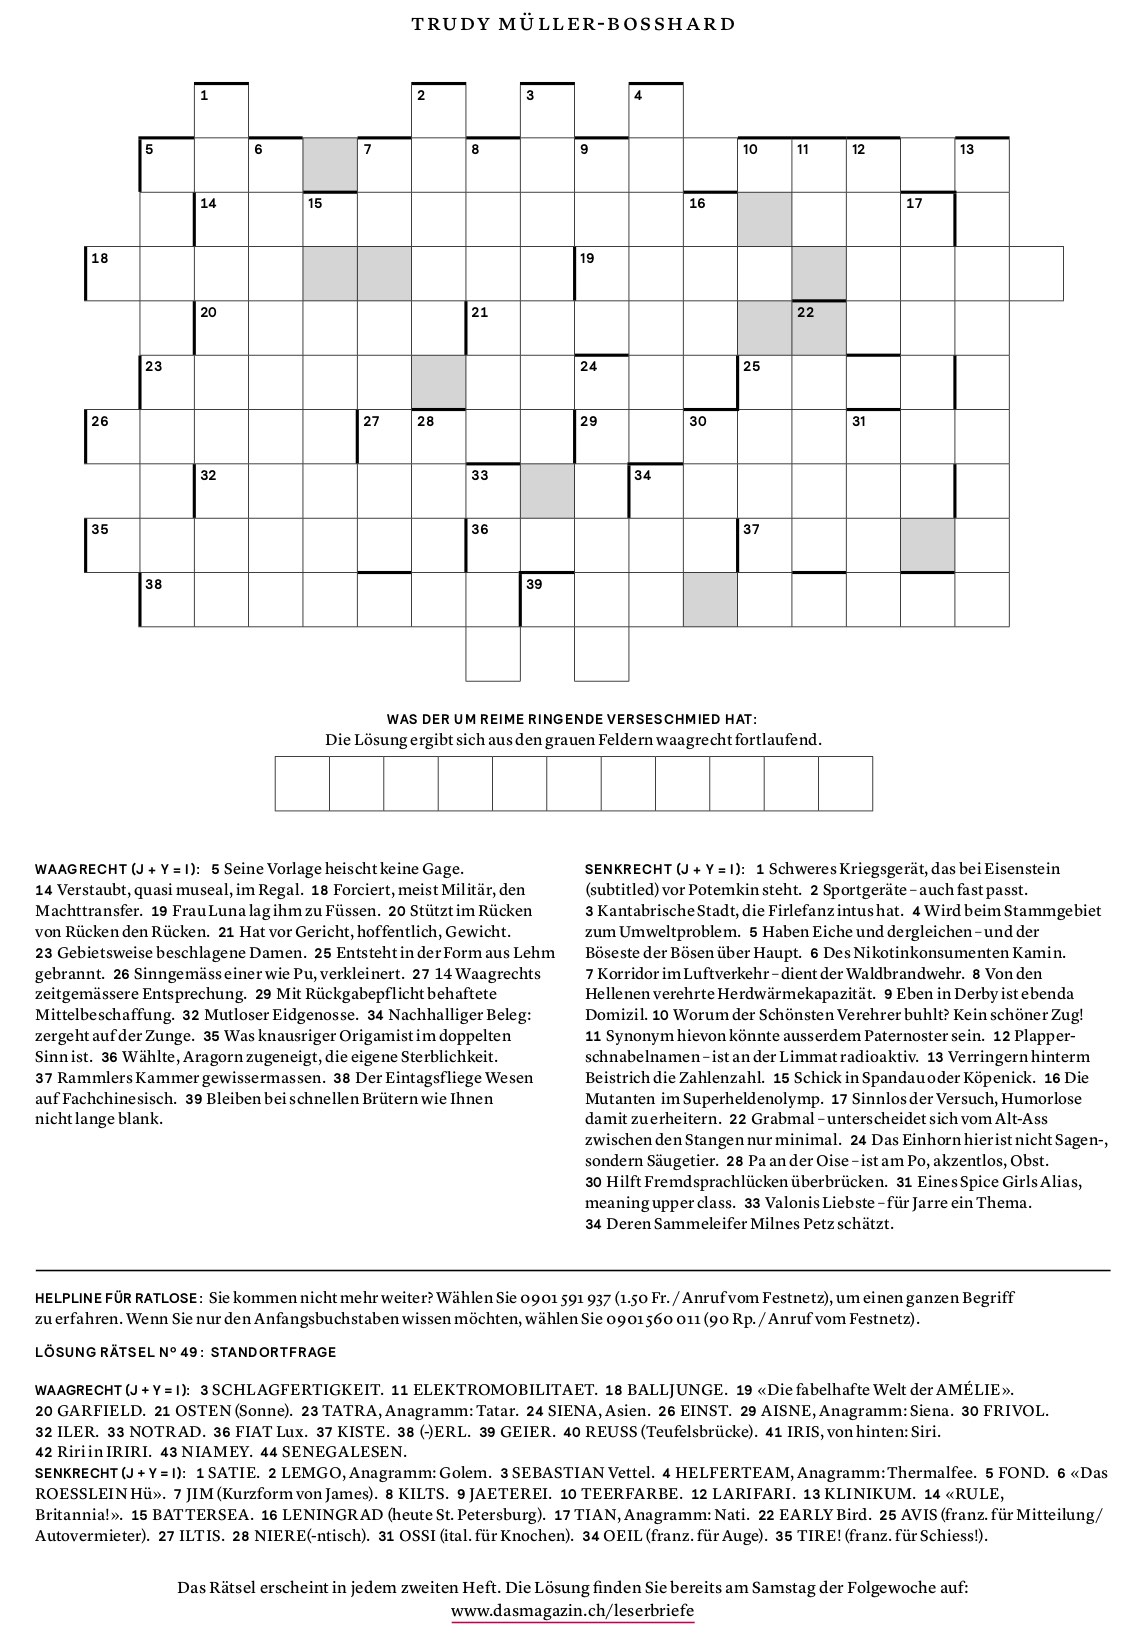 TRUDY MÜLLER-BOSSHARD
1 2 3 4
5 6 7 8 9 10 11 12 13
14 15 16 17
18 19
20 21 22
23 24 25
26 27 28 29 30 31
32 33 34
35 36 37
38 39
WAS DER UM REIME RINGENDE VERSESCHMIED HAT:
Die Lösung ergibt sich aus den grauen Feldern waagrecht fortlaufend.
WAAGRECHT (J + Y = I): 5 Seine Vorlage heischt keine Gage.
14 Verstaubt, quasi museal, im Regal. 18 Forciert, meist Militär, den
Machttransfer. 19 Frau Luna lag ihm zu Füssen. 20 Stützt im Rücken
von Rücken den Rücken. 21 Hat vor Gericht, hoffentlich, Gewicht.
23 Gebietsweise beschlagene Damen. 25 Entsteht in der Form aus Lehm
gebrannt. 26 Sinngemäss einer wie Pu, verkleinert. 27 14 Waagrechts
zeitgemässere Entsprechung. 29 Mit Rückgabepflicht behaftete
Mittelbeschaffung. 32 Mutloser Eidgenosse. 34 Nachhalliger Beleg:
zergeht auf der Zunge. 35 Was knausriger Origamist im doppelten
Sinn ist. 36 Wählte, Aragorn zugeneigt, die eigene Sterblichkeit.
37 Rammlers Kammer gewissermassen. 38 Der Eintagsfliege Wesen
auf Fachchinesisch. 39 Bleiben bei schnellen Brütern wie Ihnen
nicht lange blank.
SENKRECHT (J + Y = I): 1 Schweres Kriegsgerät, das bei Eisenstein
(subtitled) vor Potemkin steht. 2 Sportgeräte – auch fast passt.
3 Kantabrische Stadt, die Firlefanz intus hat. 4 Wird beim Stammgebiet
zum Umweltproblem. 5 Haben Eiche und dergleichen – und der
Böseste der Bösen über Haupt. 6 Des Nikotinkonsumenten Kamin.
7 Korridor im Luftverkehr – dient der Waldbrandwehr. 8 Von den
Hellenen verehrte Herdwärmekapazität. 9 Eben in Derby ist ebenda
Domizil. 10 Worum der Schönsten Verehrer buhlt? Kein schöner Zug!
11 Synonym hievon könnte ausserdem Paternoster sein. 12 Plapper-
schnabelnamen – ist an der Limmat radioaktiv. 13 Verringern hinterm
Beistrich die Zahlenzahl. 15 Schick in Spandau oder Köpenick. 16 Die
Mutanten im Superheldenolymp. 17 Sinnlos der Versuch, Humorlose
damit zu erheitern. 22 Grabmal – unterscheidet sich vom Alt-Ass
zwischen den Stangen nur minimal. 24 Das Einhorn hier ist nicht Sagen-,
sondern Säugetier. 28 Pa an der Oise – ist am Po, akzentlos, Obst.
30 Hilft Fremdsprachlücken überbrücken. 31 Eines Spice Girls Alias,
meaning upper class. 33 Valonis Liebste – für Jarre ein Thema.
34 Deren Sammeleifer Milnes Petz schätzt.
HELPLINE FÜR RATLOSE: Sie kommen nicht mehr weiter? Wählen Sie 0901 591 937 (1.50 Fr. / Anruf vom Festnetz), um einen ganzen Begriff
zu erfahren. Wenn Sie nur den Anfangsbuchstaben wissen möchten, wählen Sie 0901 560 011 (90 Rp. / Anruf vom Festnetz).
LÖSUNG RÄTSEL Nº 49: STANDORTFRAGE
WAAGRECHT (J + Y = I): 3 SCHLAGFERTIGKEIT. 11 ELEKTROMOBILITAET. 18 BALLJUNGE. 19 «Die fabelhafte Welt der AMÉLIE».
20 GARFIELD. 21 OSTEN (Sonne). 23 TATRA, Anagramm: Tatar. 24 SIENA, Asien. 26 EINST. 29 AISNE, Anagramm: Siena. 30 FRIVOL.
32 ILER. 33 NOTRAD. 36 FIAT Lux. 37 KISTE. 38 (-)ERL. 39 GEIER. 40 REUSS (Teufelsbrücke). 41 IRIS, von hinten: Siri.
42 Riri in IRIRI. 43 NIAMEY. 44 SENEGALESEN.
SENKRECHT (J + Y = I): 1 SATIE. 2 LEMGO, Anagramm: Golem. 3 SEBASTIAN Vettel. 4 HELFERTEAM, Anagramm: Thermalfee. 5 FOND. 6 «Das
ROESSLEIN Hü». 7 JIM (Kurzform von James). 8 KILTS. 9 JAETEREI. 10 TEERFARBE. 12 LARIFARI. 13 KLINIKUM. 14 «RULE,
Britannia!». 15 BATTERSEA. 16 LENINGRAD (heute St. Petersburg). 17 TIAN, Anagramm: Nati. 22 EARLY Bird. 25 AVIS (franz. für Mitteilung/
Autovermieter). 27 ILTIS. 28 NIERE(-ntisch). 31 OSSI (ital. für Knochen). 34 OEIL (franz. für Auge). 35 TIRE! (franz. für Schiess!).
Das Rätsel erscheint in jedem zweiten Heft. Die Lösung finden Sie bereits am Samstag der Folgewoche auf:
www.dasmagazin.ch/leserbriefe